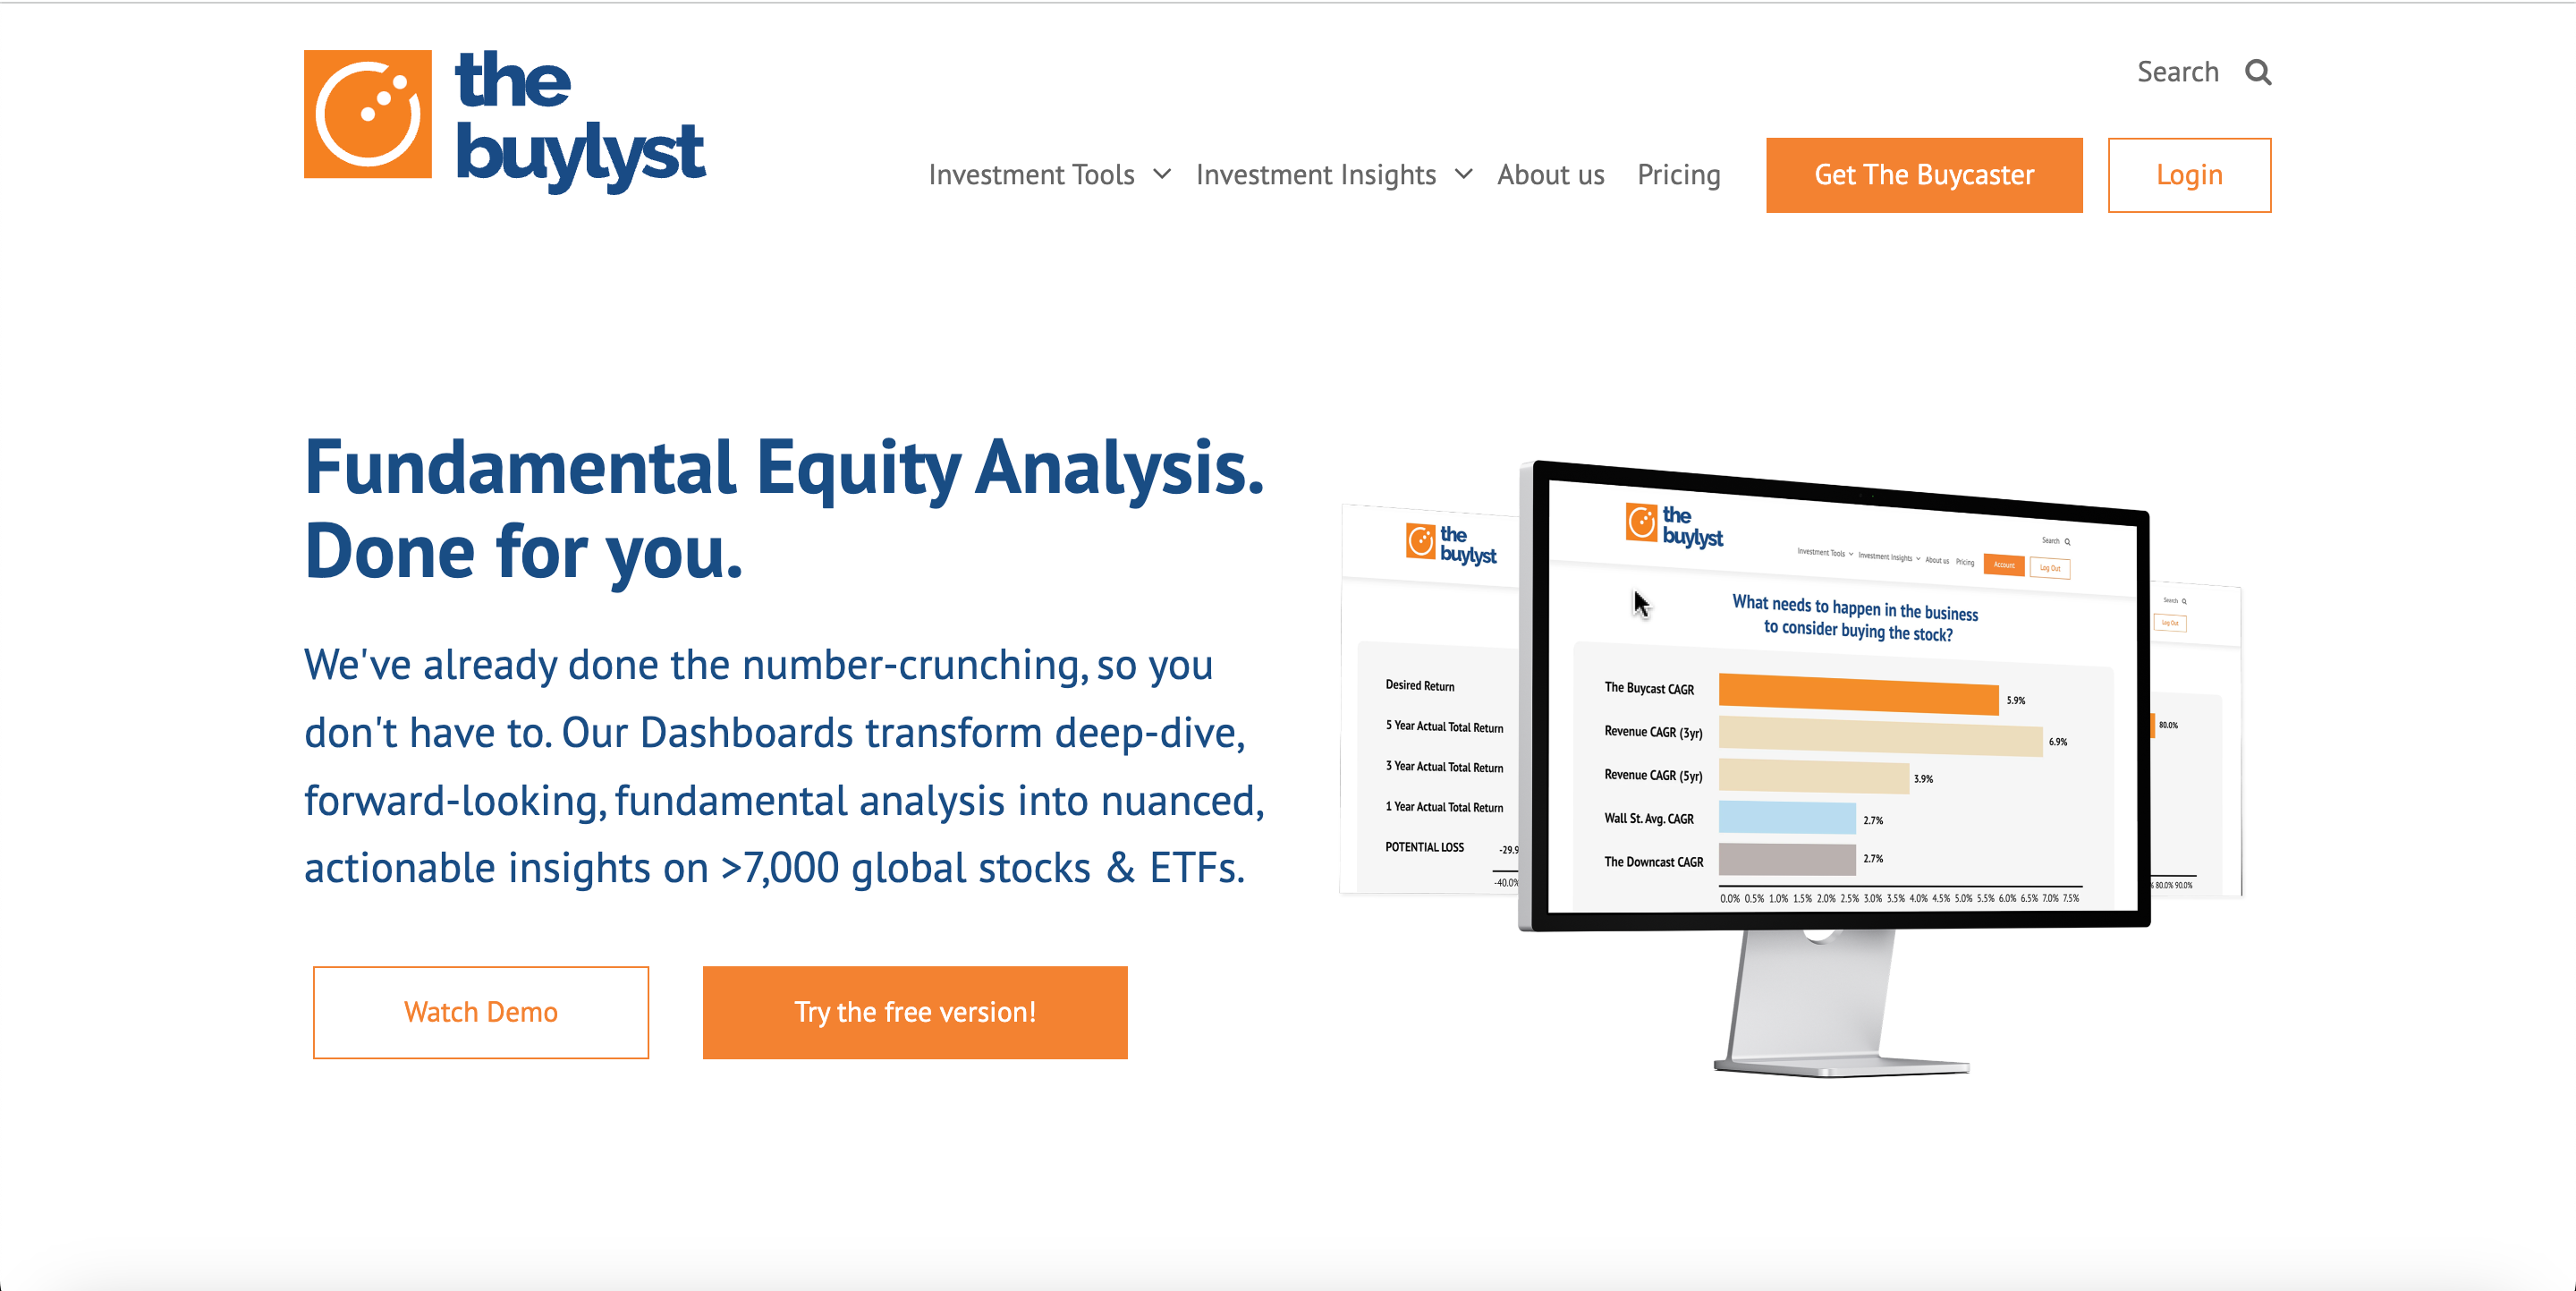 the
buylyst
Search
Investment Tools
Investment Insights
About us
Pricing
Get The Buycaster
Login
Fundamental Equity Analysis.
Done for you.
We've already done the number-crunching, so you
don't have to. Our Dashboards transform deep-dive,
forward-looking, fundamental analysis into nuanced,
actionable insights on >7,000 global stocks & ETFs.
Watch Demo
Try the free version!
the
buylyst
Desired Return
5 Year Actual Total Return
3 Year Actual Total Return
1 Year Actual Total Return
POTENTIAL LOSS -29.9
-40.0%
the
buylyst
Search
Investment Tools Investment Insights About us Pricing Account Log Out
What needs to happen in the business
to consider buying the stock?
The Buycast CAGR 5.9%
Revenue CAGR (3yr) 6.9%
Revenue CAGR (5yr) 3.9%
Wall St. Avg. CAGR 2.7%
The Downcast CAGR 2.7%
0.0% 0.5% 1.0% 1.5% 2.0% 2.5% 3.0% 3.5% 4.0% 4.5% 5.0% 5.5% 6.0% 6.5% 7.0% 7.5%
Search
Log Out
80.0%
% 80.0% 90.0%